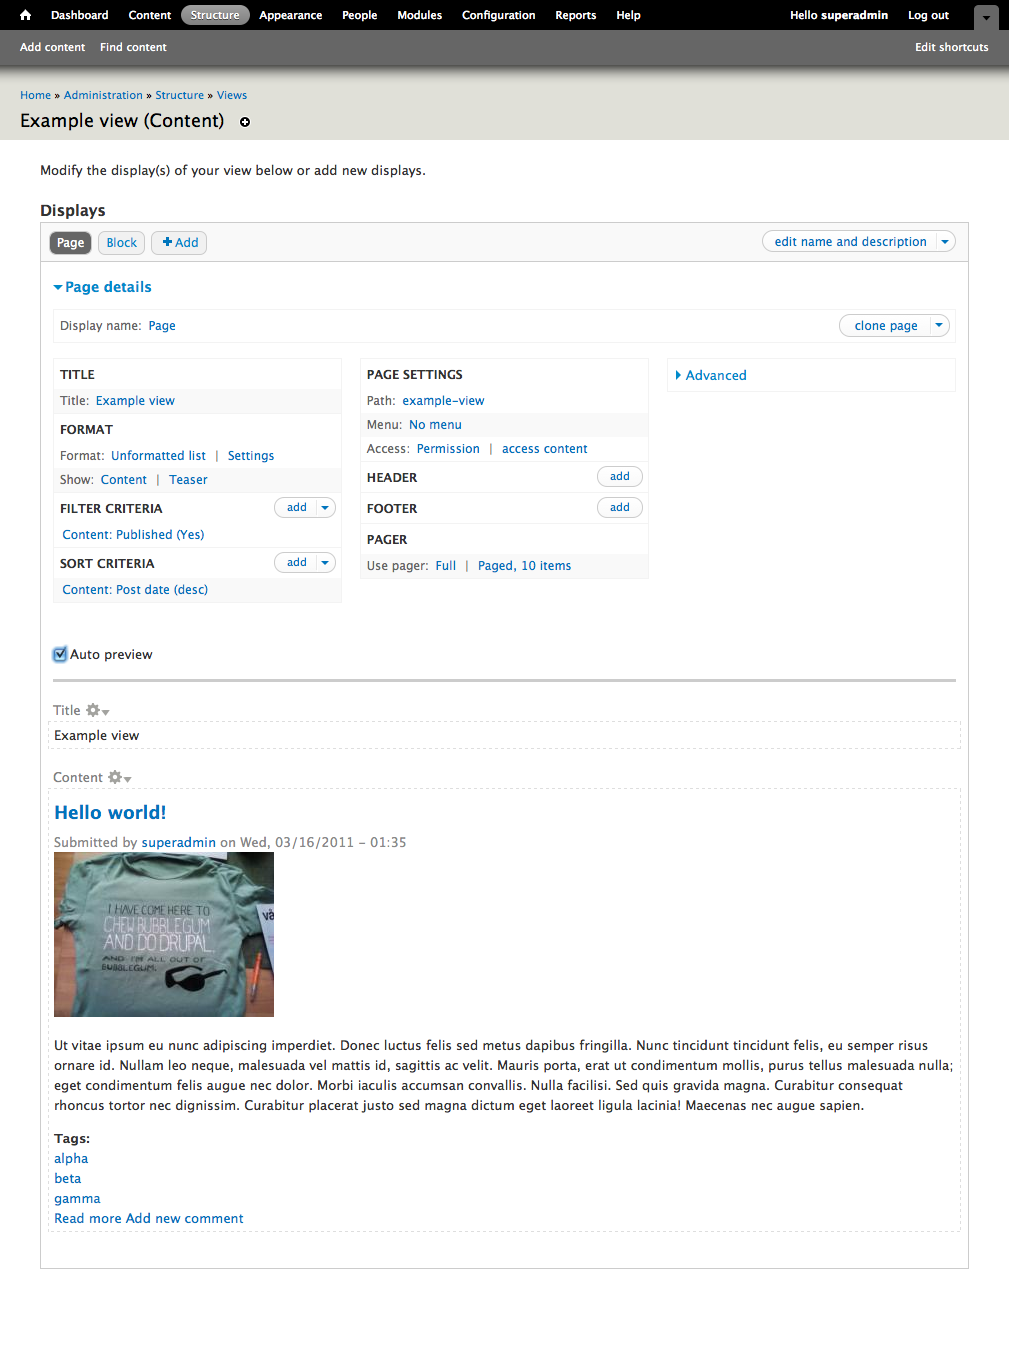 Dashboard Content Structure Appearance People Modules Configuration Reports Help Hello superadmin Log out
Add content Find content Edit shortcuts
Home » Administration » Structure » Views
Example view (Content)
Modify the display(s) of your view below or add new displays.
Displays
Page Block Add edit name and description
Page details
Display name: Page clone page
TITLE
Title: Example view
FORMAT
Format: Unformatted list | Settings
Show: Content | Teaser
FILTER CRITERIA add
Content: Published (Yes)
SORT CRITERIA add
Content: Post date (desc)
PAGE SETTINGS
Path: example-view
Menu: No menu
Access: Permission | access content
HEADER add
FOOTER add
PAGER
Use pager: Full | Paged, 10 items
Advanced
Auto preview
Title
Example view
Content
Hello world!
Submitted by superadmin on Wed, 03/16/2011 - 01:35
I HAVE COME HERE TO
CHEW BUBBLEGUM
AND DO DRUPAL.
AND I'M ALL OUT OF
BUBBLEGUM.
Ut vitae ipsum eu nunc adipiscing imperdiet. Donec luctus felis sed metus dapibus fringilla. Nunc tincidunt tincidunt felis, eu semper risus
ornare id. Nullam leo neque, malesuada vel mattis id, sagittis ac velit. Mauris porta, erat ut condimentum mollis, purus tellus malesuada nulla;
eget condimentum felis augue nec dolor. Morbi iaculis accumsan convallis. Nulla facilisi. Sed quis gravida magna. Curabitur consequat
rhoncus tortor nec dignissim. Curabitur placerat justo sed magna dictum eget laoreet ligula lacinia! Maecenas nec augue sapien.
Tags:
alpha
beta
gamma
Read more Add new comment